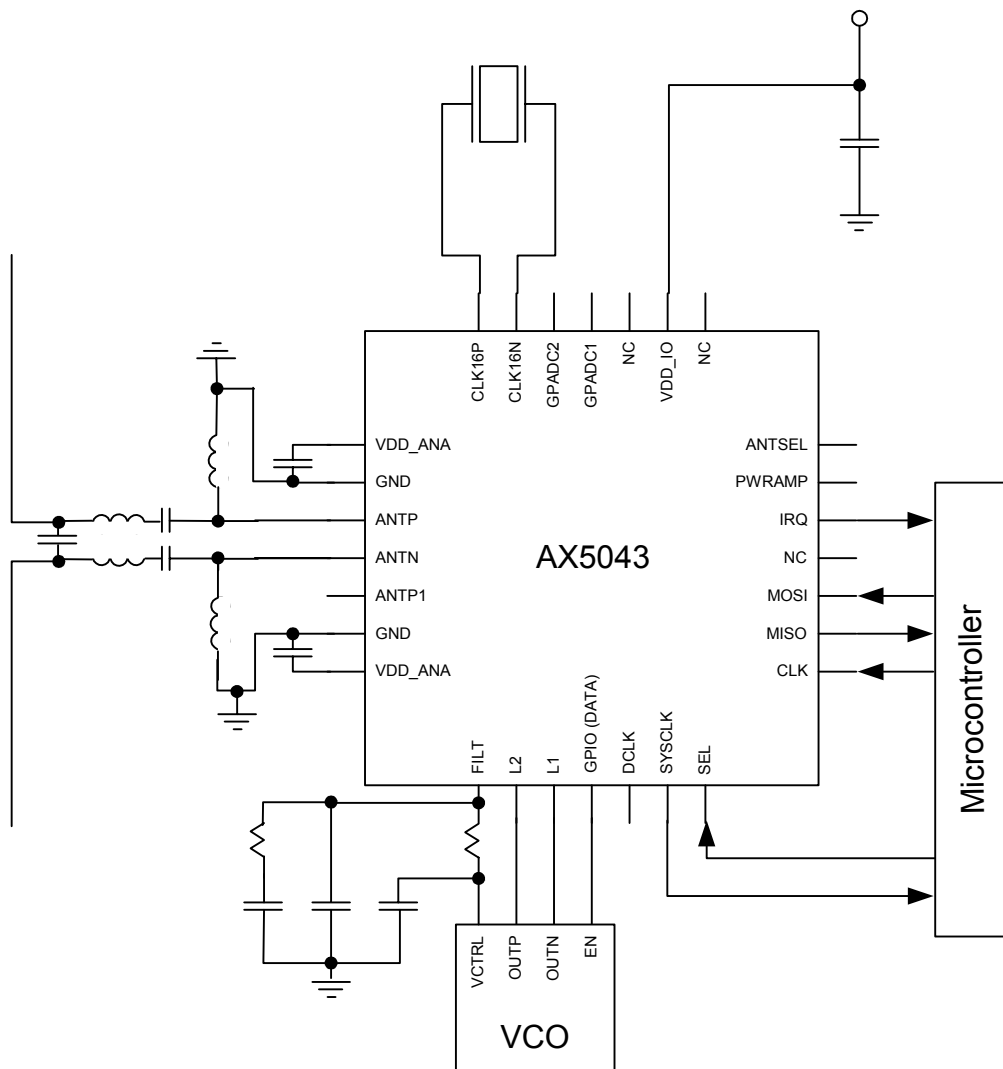 CLK16P
CLK16N
GPADC2
GPADC1
NC
VDD_IO
NC
VDD_ANA
GND
ANTP
ANTN
ANTP1
GND
VDD_ANA
AX5043
ANTSEL
PWRAMP
IRQ
NC
MOSI
MISO
CLK
FILT
L2
L1
GPIO (DATA)
DCLK
SYSCLK
SEL
Microcontroller
VCTRL
OUTP
OUTN
EN
VCO